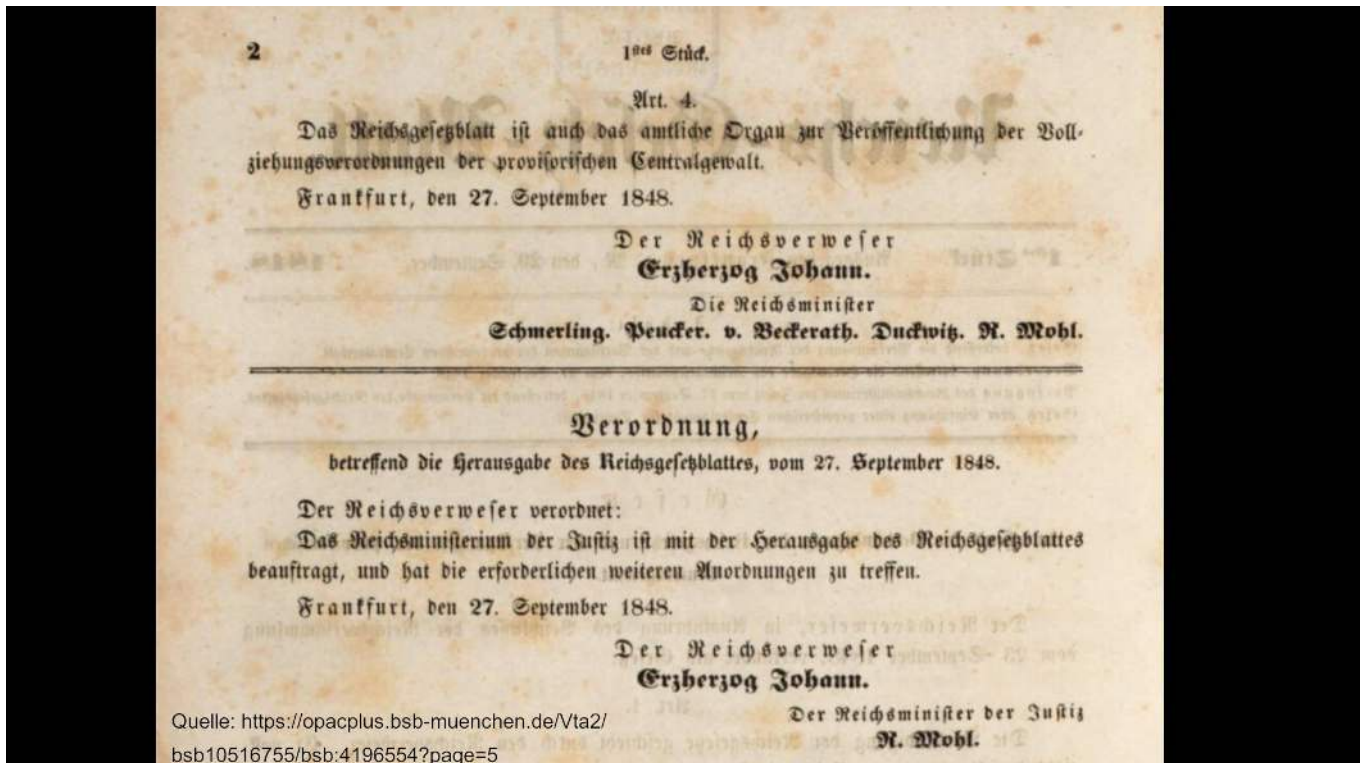 2
1stes Stück.
Art. 4.
Das Reichsgesetzblatt ist auch das amtliche Organ zur Veröffentlichung der Voll-
ziehungsverordnungen der provisorischen Centralgewalt.
Frankfurt, den 27. September 1848.
Der Reichsverweser
Erzherzog Johann.
Die Reichsminister
Schmerling. Peucker. v. Beckerath. Duckwitz. R. Mohl.
Verordnung,
betreffend die Herausgabe des Reichsgesetzblattes, vom 27. September 1848.
Der Reichsverweser verordnet:
Das Reichsministerium der Justiz ist mit der Herausgabe des Reichsgesetzblattes
beauftragt, und hat die erforderlichen weiteren Anordnungen zu treffen.
Frankfurt, den 27. September 1848.
Der Reichsverweser
Erzherzog Johann.
Der Reichsminister der Justiz
R. Mohl.
Quelle: https://opacplus.bsb-muenchen.de/Vta2/
bsb10516755/bsb:4196554?page=5